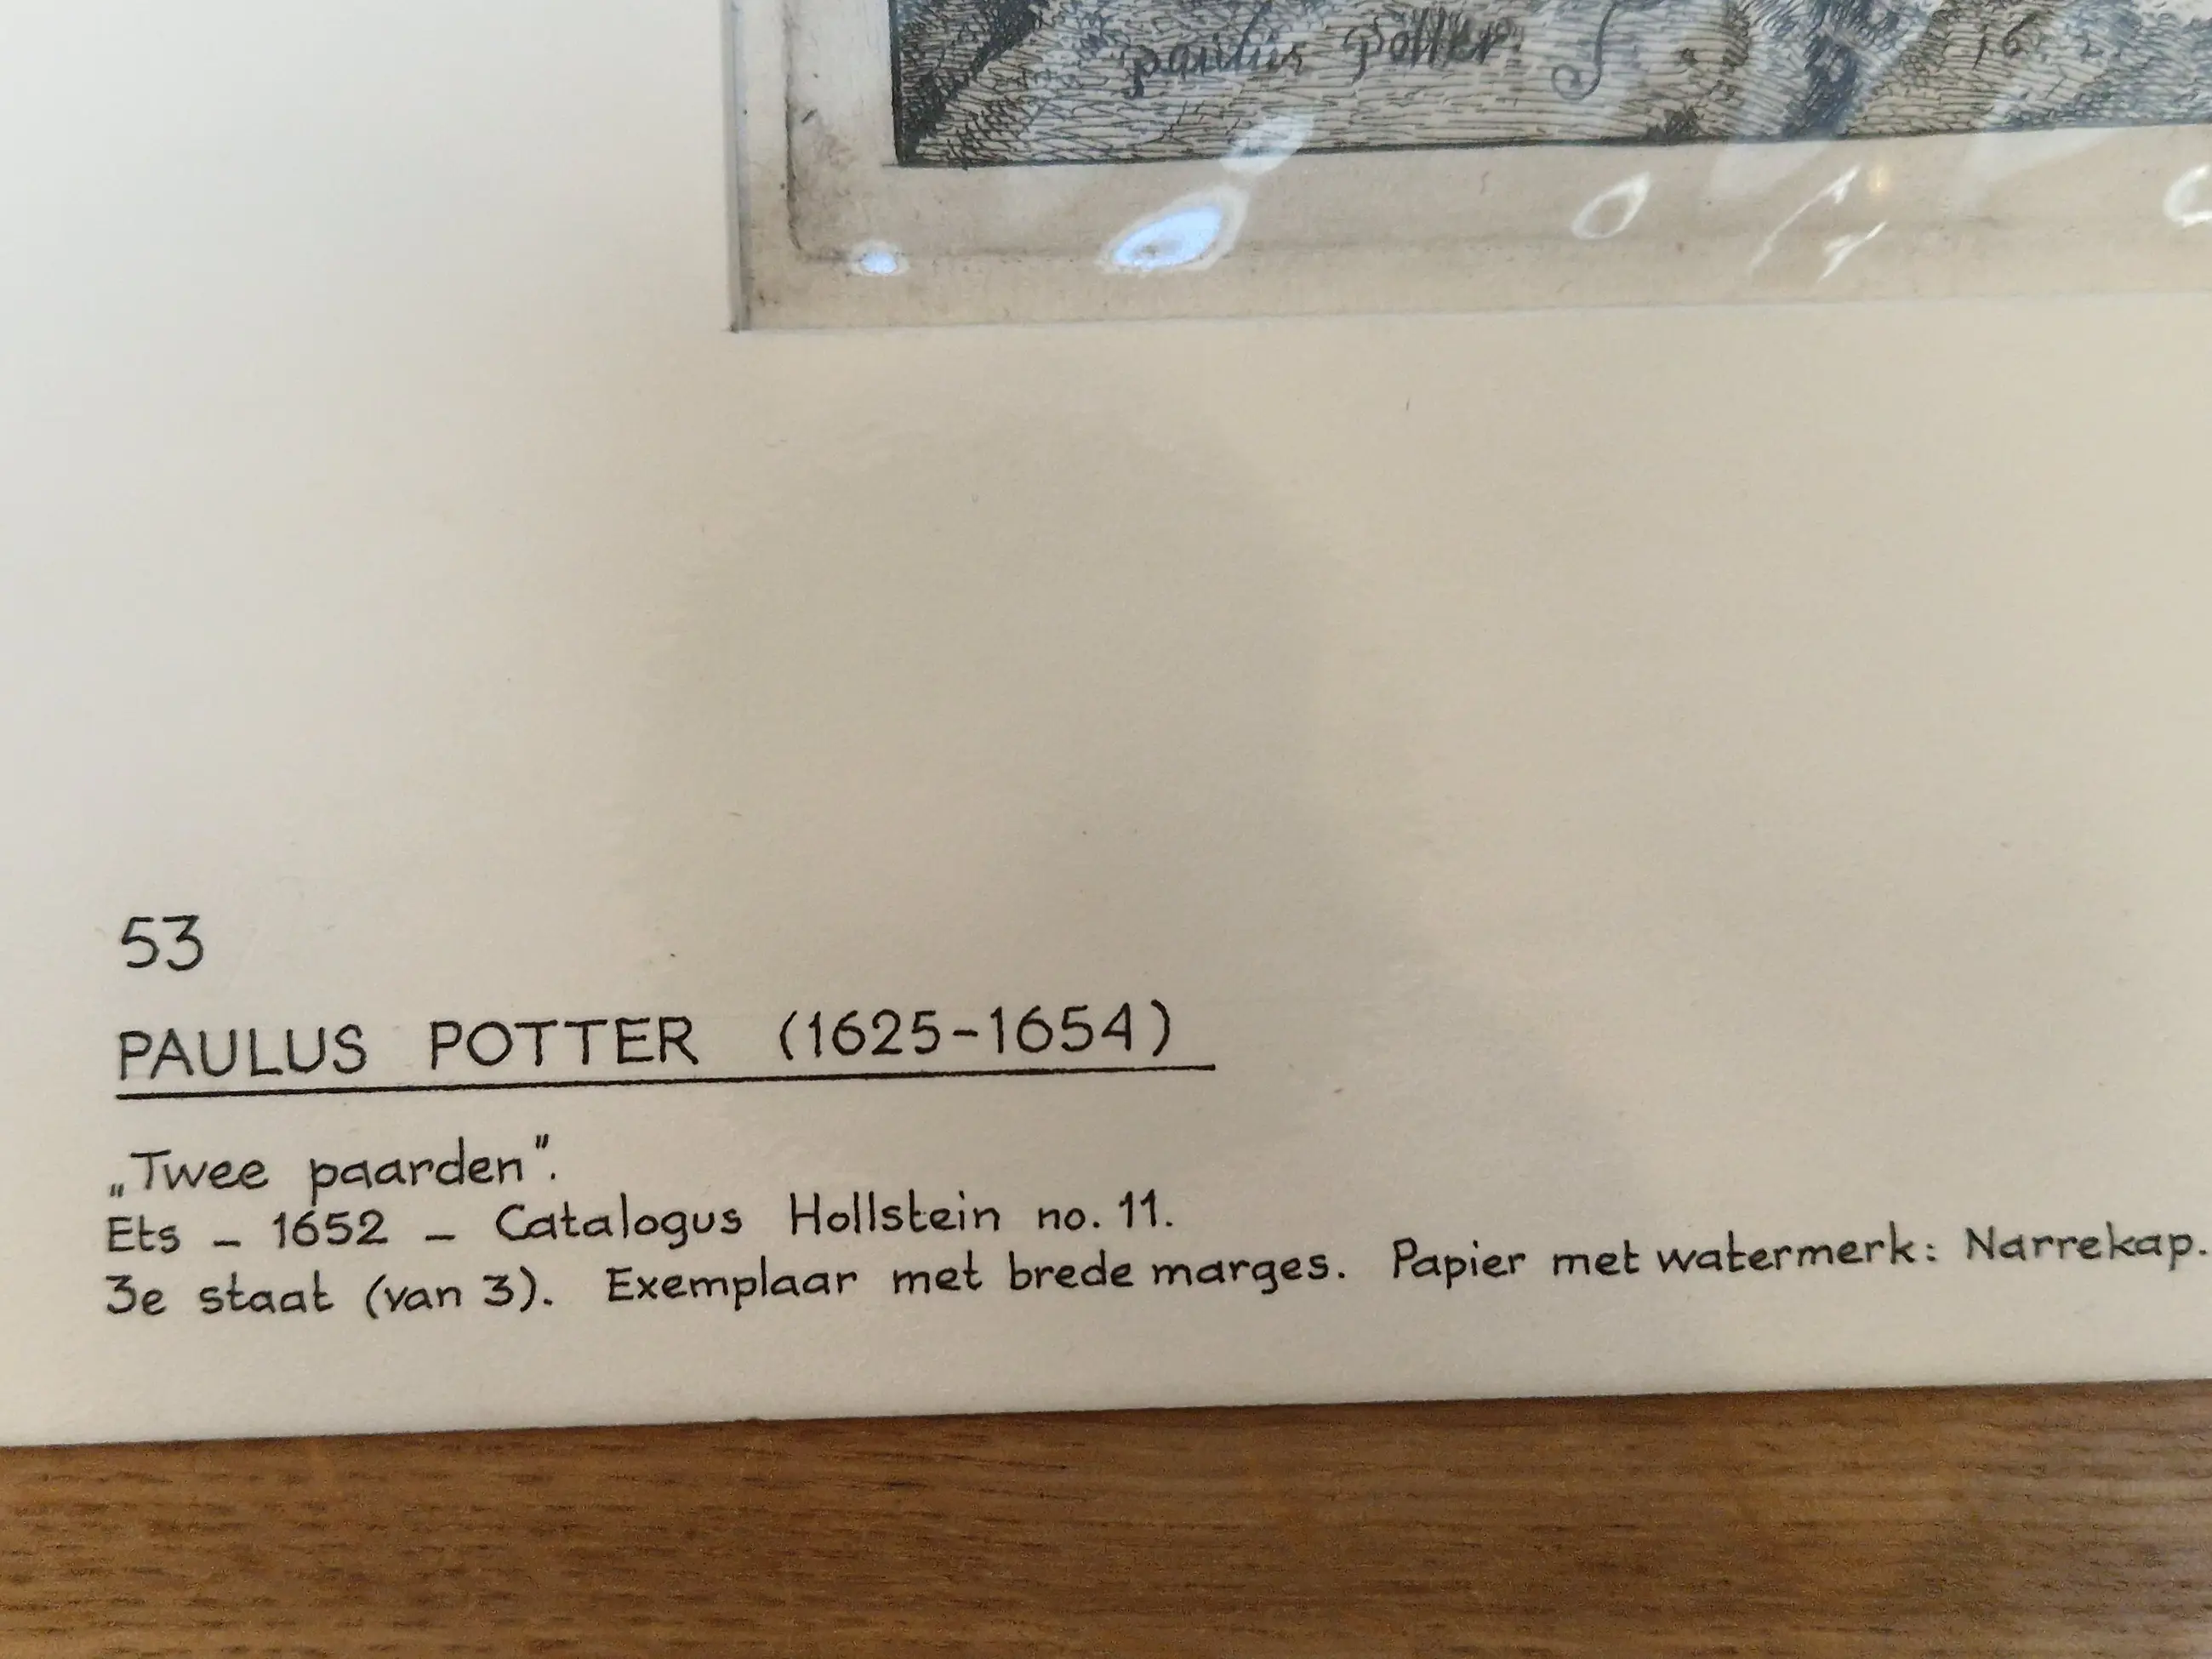 Paulus Potter. f
53
PAULUS POTTER (1625-1654)
„Twee paarden”.
Ets - 1652 - Catalogus Hollstein no. 11.
3e staat (van 3). Exemplaar met brede marges. Papier met watermerk: Narrekap.